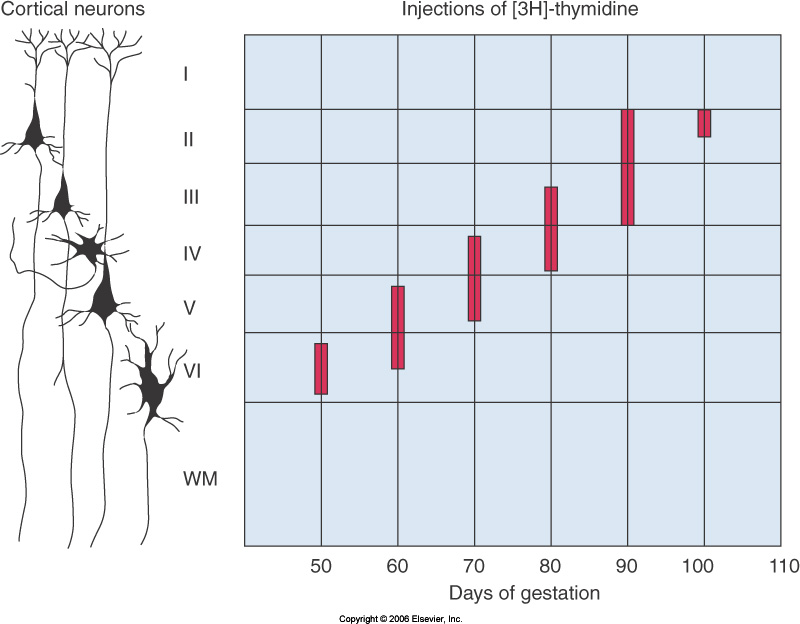 Cortical neurons
Injections of [3H]-thymidine
I
II
III
IV
V
VI
WM
50 60 70 80 90 100 110
Days of gestation
Copyright © 2006 Elsevier, Inc.